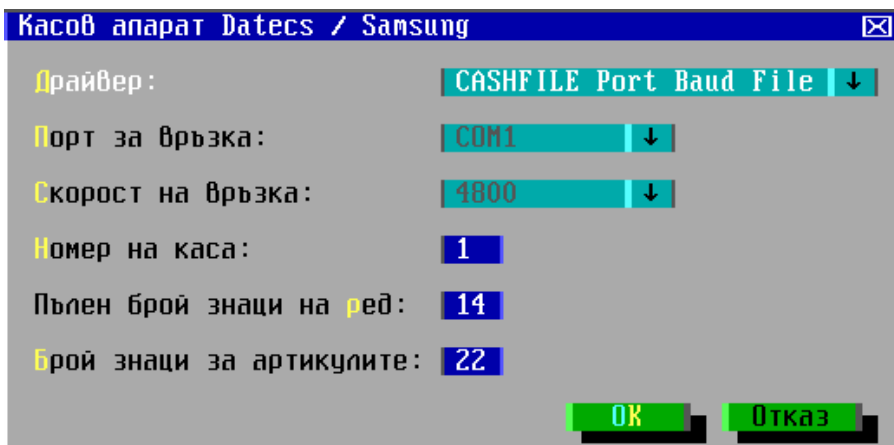 Касов апарат Datecs / Samsung
Драйвер: CASHFILE Port Baud File ↓
Порт за връзка: COM1 ↓
Скорост на връзка: 4800 ↓
Номер на каса: 1
Пълен брой знаци на ред: 14
Брой знаци за артикулите: 22
OK Отказ